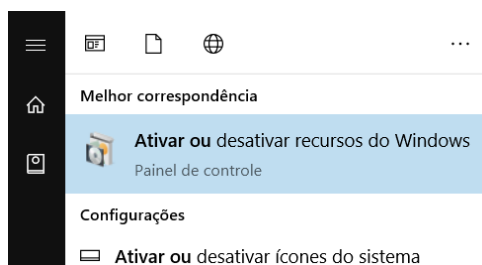 Melhor correspondência
Ativar ou desativar recursos do Windows
Painel de controle
Configurações
Ativar ou desativar ícones do sistema